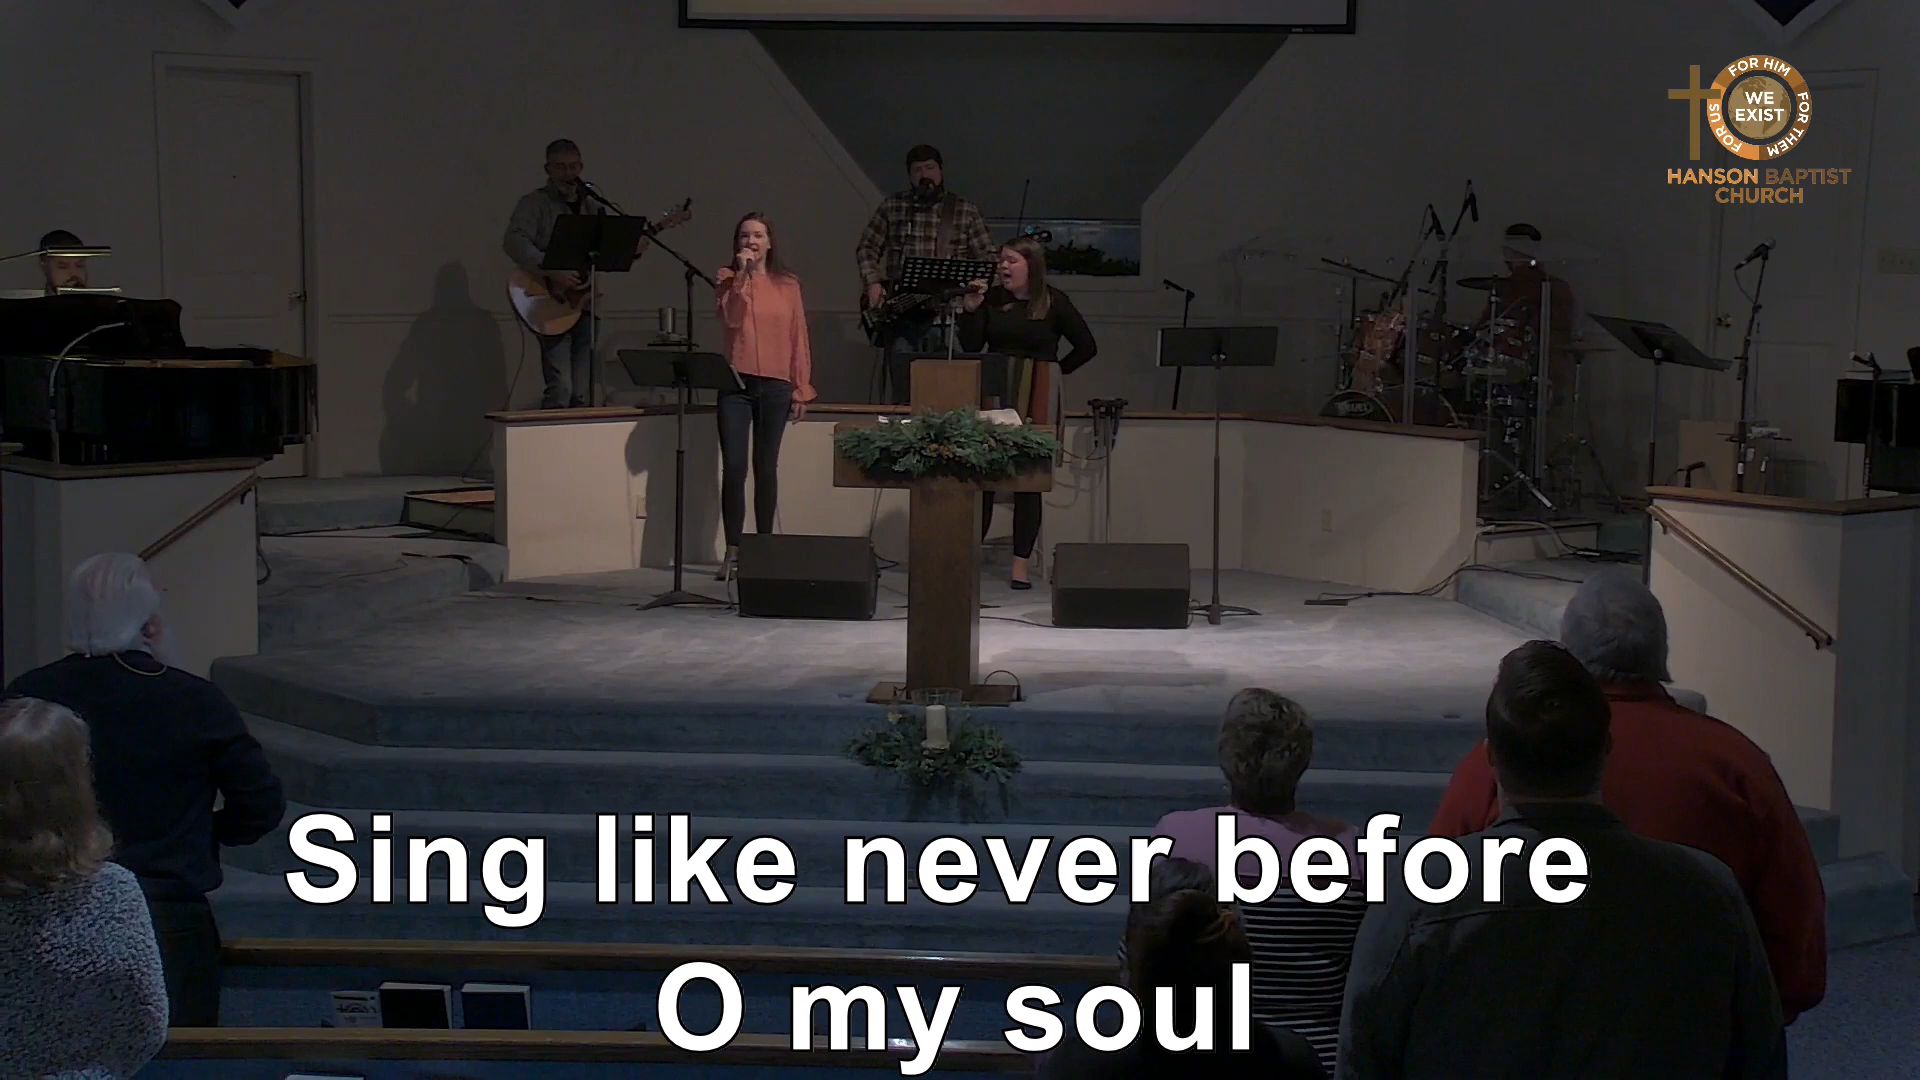 FOR HIM
FOR THEM
FOR US
WE
EXIST
HANSON BAPTIST
CHURCH
Sing like never before
O my soul